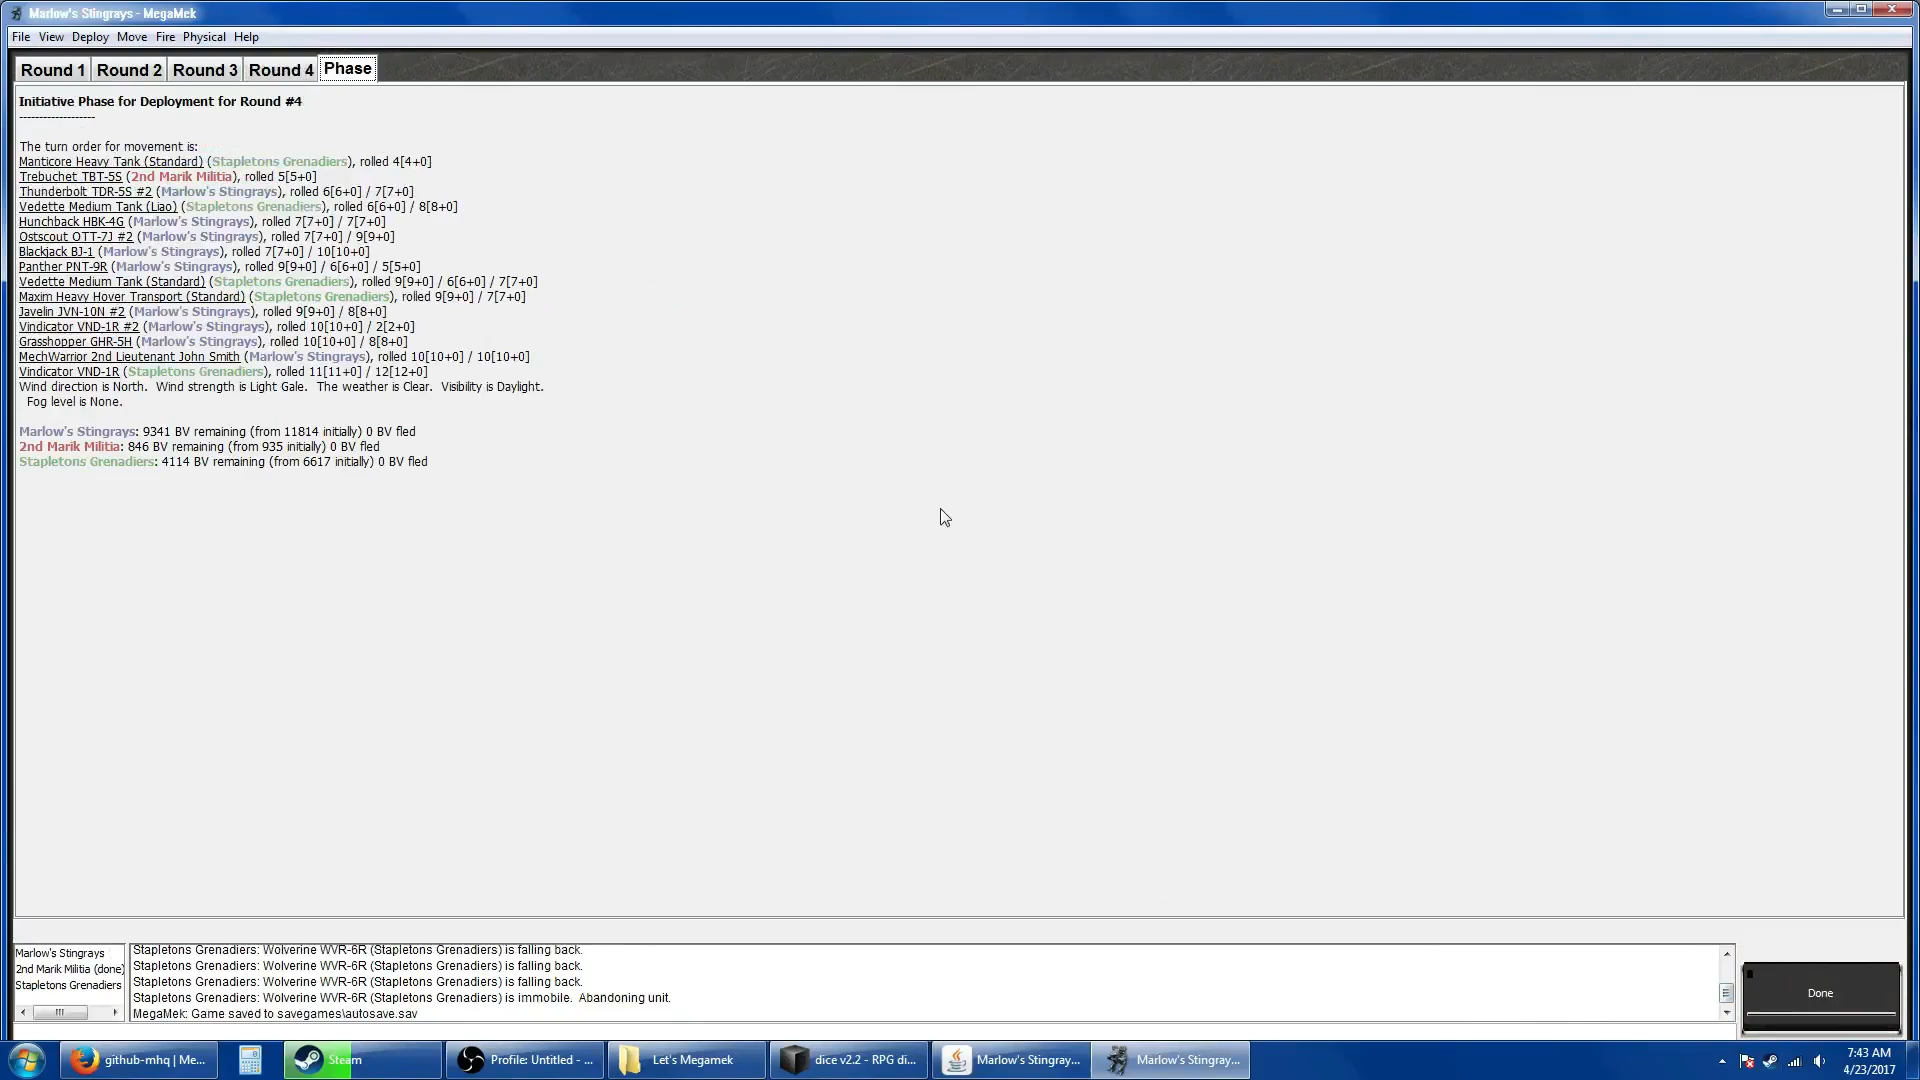 Marlow's Stingrays - MegaMek
File View Deploy Move Fire Physical Help
Round 1 Round 2 Round 3 Round 4 Phase
Initiative Phase for Deployment for Round #4
-------------------
The turn order for movement is:
Manticore Heavy Tank (Standard) (Stapletons Grenadiers), rolled 4[4+0]
Trebuchet TBT-5S (2nd Marik Militia), rolled 5[5+0]
Thunderbolt TDR-5S #2 (Marlow's Stingrays), rolled 6[6+0] / 7[7+0]
Vedette Medium Tank (Liao) (Stapletons Grenadiers), rolled 6[6+0] / 8[8+0]
Hunchback HBK-4G (Marlow's Stingrays), rolled 7[7+0] / 7[7+0]
Ostscout OTT-7J #2 (Marlow's Stingrays), rolled 7[7+0] / 9[9+0]
Blackjack BJ-1 (Marlow's Stingrays), rolled 7[7+0] / 10[10+0]
Panther PNT-9R (Marlow's Stingrays), rolled 9[9+0] / 6[6+0] / 5[5+0]
Vedette Medium Tank (Standard) (Stapletons Grenadiers), rolled 9[9+0] / 6[6+0] / 7[7+0]
Maxim Heavy Hover Transport (Standard) (Stapletons Grenadiers), rolled 9[9+0] / 7[7+0]
Javelin JVN-10N #2 (Marlow's Stingrays), rolled 9[9+0] / 8[8+0]
Vindicator VND-1R #2 (Marlow's Stingrays), rolled 10[10+0] / 2[2+0]
Grasshopper GHR-5H (Marlow's Stingrays), rolled 10[10+0] / 8[8+0]
MechWarrior 2nd Lieutenant John Smith (Marlow's Stingrays), rolled 10[10+0] / 10[10+0]
Vindicator VND-1R (Stapletons Grenadiers), rolled 11[11+0] / 12[12+0]
Wind direction is North. Wind strength is Light Gale. The weather is Clear. Visibility is Daylight.
Fog level is None.
Marlow's Stingrays: 9341 BV remaining (from 11814 initially) 0 BV fled
2nd Marik Militia: 846 BV remaining (from 935 initially) 0 BV fled
Stapletons Grenadiers: 4114 BV remaining (from 6617 initially) 0 BV fled
Marlow's Stingrays
2nd Marik Militia (done)
Stapletons Grenadiers
Stapletons Grenadiers: Wolverine WVR-6R (Stapletons Grenadiers) is falling back.
Stapletons Grenadiers: Wolverine WVR-6R (Stapletons Grenadiers) is falling back.
Stapletons Grenadiers: Wolverine WVR-6R (Stapletons Grenadiers) is falling back.
Stapletons Grenadiers: Wolverine WVR-6R (Stapletons Grenadiers) is immobile. Abandoning unit.
MegaMek: Game saved to savegames\autosave.sav
Done
github-mhq | Me... Steam Profile: Untitled - ... Let's Megamek dice v2.2 - RPG di... Marlow's Stingray... Marlow's Stingray...
7:43 AM
4/23/2017